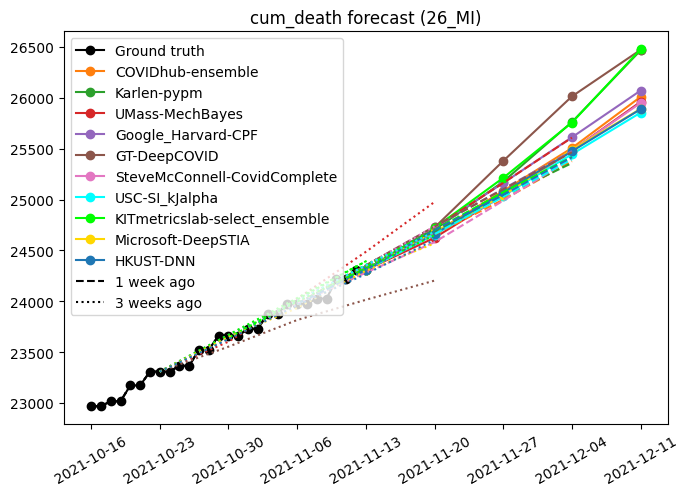 cum_death forecast (26_MI)
26500
26000
25500
25000
24500
24000
23500
23000
Ground truth
COVIDhub-ensemble
Karlen-pypm
UMass-MechBayes
Google_Harvard-CPF
GT-DeepCOVID
SteveMcConnell-CovidComplete
USC-SI_kJalpha
KITmetricslab-select_ensemble
Microsoft-DeepSTIA
HKUST-DNN
1 week ago
3 weeks ago
2021-10-16
2021-10-23
2021-10-30
2021-11-06
2021-11-13
2021-11-20
2021-11-27
2021-12-04
2021-12-11